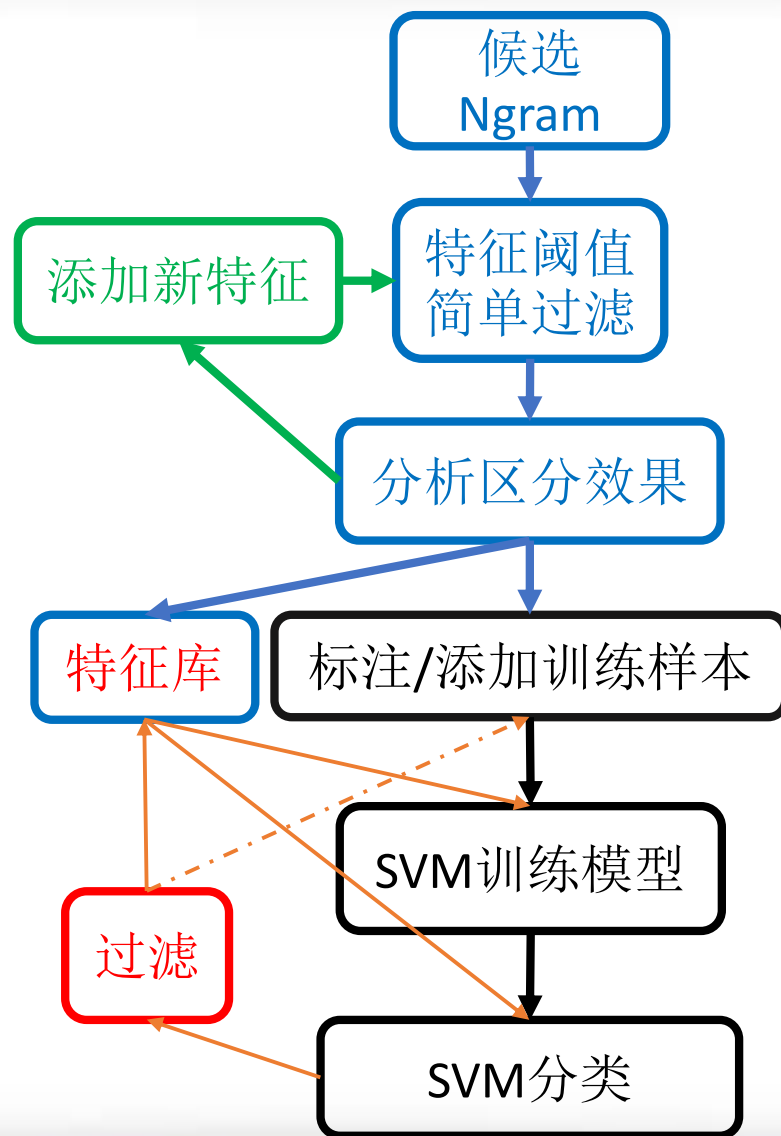 候选
Ngram
添加新特征
特征阈值
简单过滤
分析区分效果
特征库
标注/添加训练样本
SVM训练模型
过滤
SVM分类